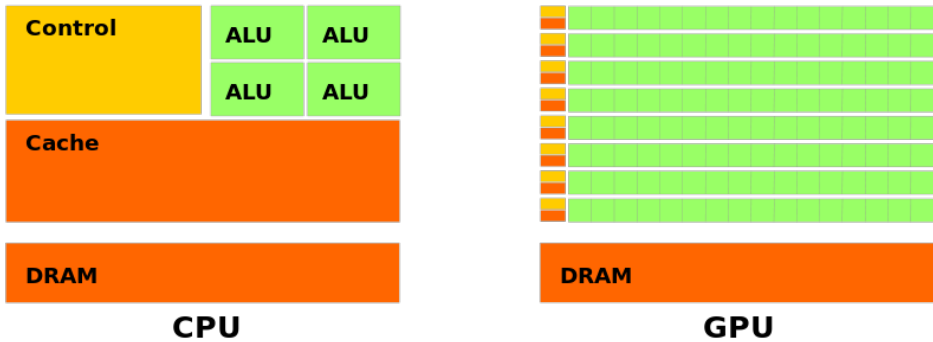 Control
ALU ALU
ALU ALU
Cache
DRAM
CPU
DRAM
GPU